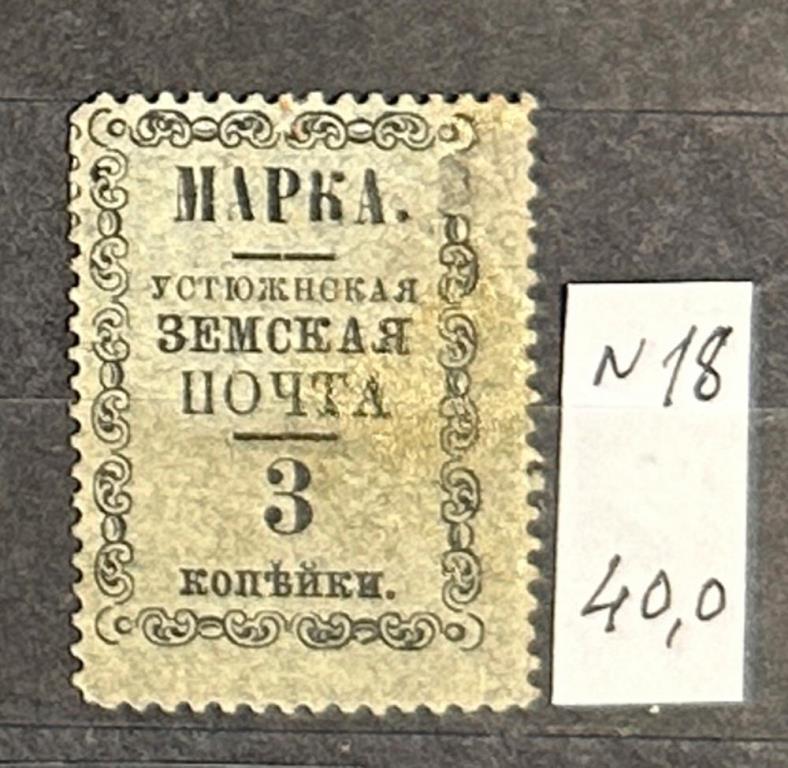 МАРКА.
УСТЮЖНСКАЯ
ЗЕМСКАЯ
ПОЧТА
3
копѣйки.
N 18
40,0